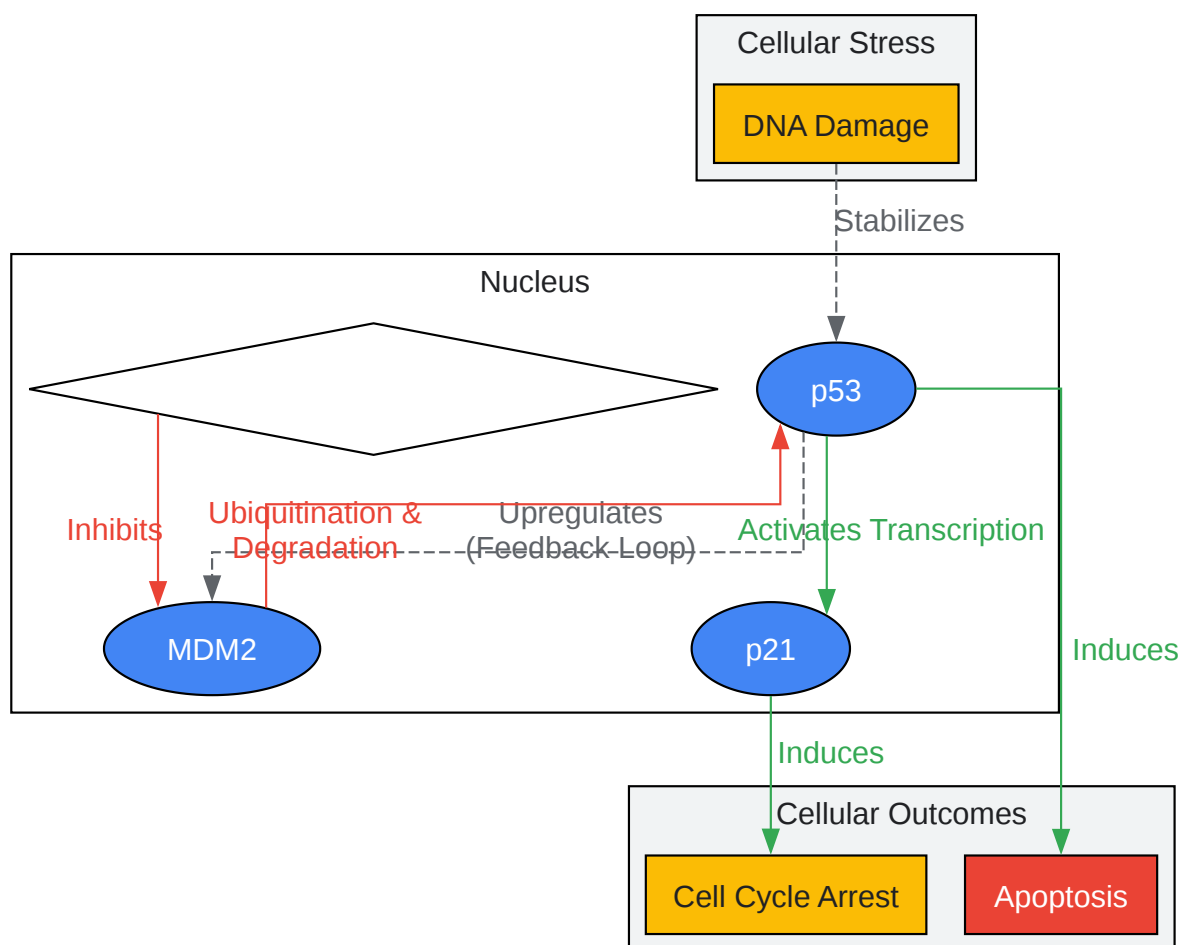 Cellular Stress
DNA Damage
Stabilizes
Nucleus
p53
Inhibits
Ubiquitination &
Degradation
Upregulates
(Feedback Loop)
Activates Transcription
MDM2
p21
Induces
Induces
Cellular Outcomes
Cell Cycle Arrest
Apoptosis